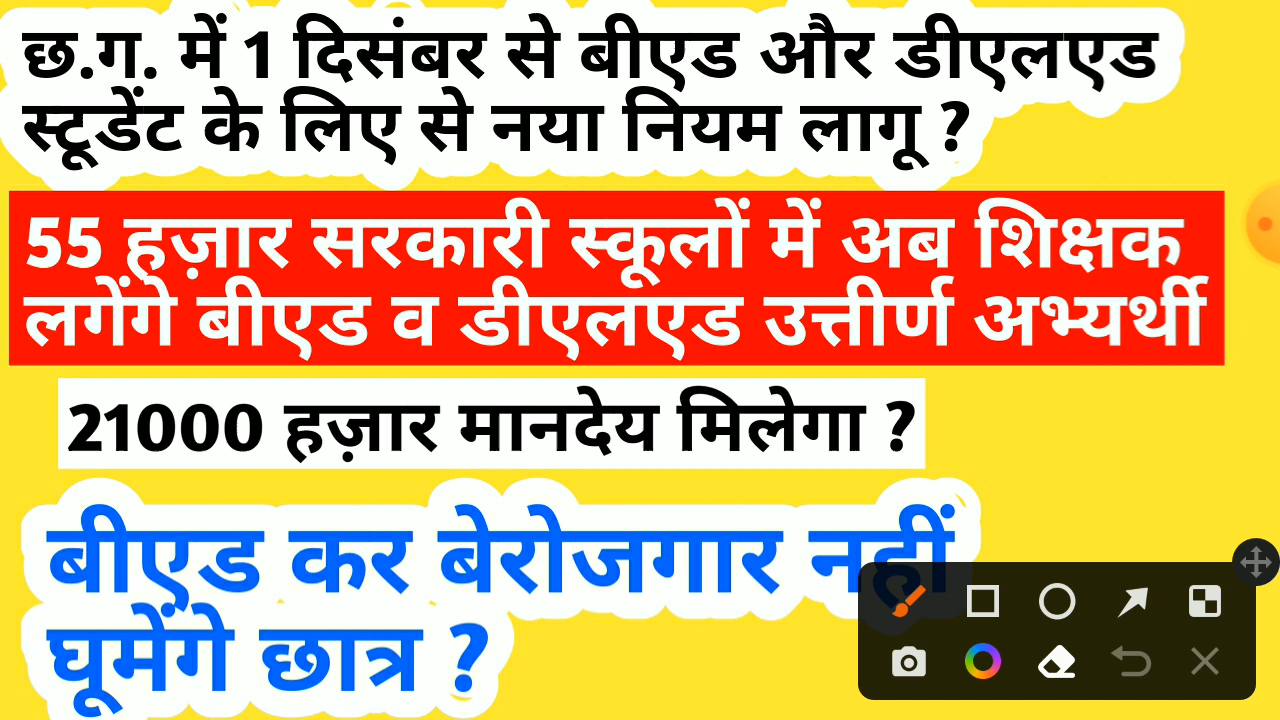 छ.ग. में 1 दिसंबर से बीएड और डीएलएड
स्टूडेंट के लिए से नया नियम लागू ?
55 हज़ार सरकारी स्कूलों में अब शिक्षक
लगेंगे बीएड व डीएलएड उत्तीर्ण अभ्यर्थी
21000 हज़ार मानदेय मिलेगा ?
बीएड कर बेरोजगार नहीं
घूमेंगे छात्र ?